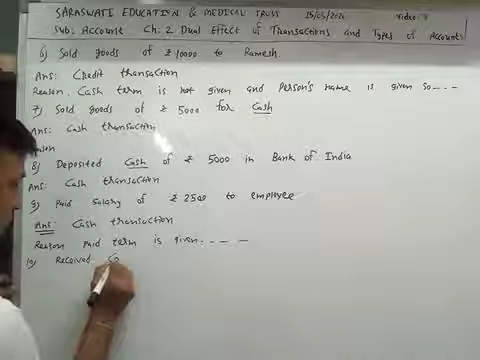 SARASWATI EDUCATION & MEDICAL TRUST 15/05/2020 Video 7
Sub: Account Ch: 2 Dual Effect of Transactions and Types of Accounts
6) Sold goods of ₹ 10000 to Ramesh.
Ans: Credit transaction
Reason: Cash term is not given and Person's name is given so....
7) Sold goods of ₹ 5000 for Cash
Ans: Cash transaction
Reason
8) Deposited Cash of ₹ 5000 in Bank of India
Ans: Cash transaction
9) Paid salary of ₹ 2500 to employee
Ans: Cash transaction
Reason Paid term is given....
10) Received Co